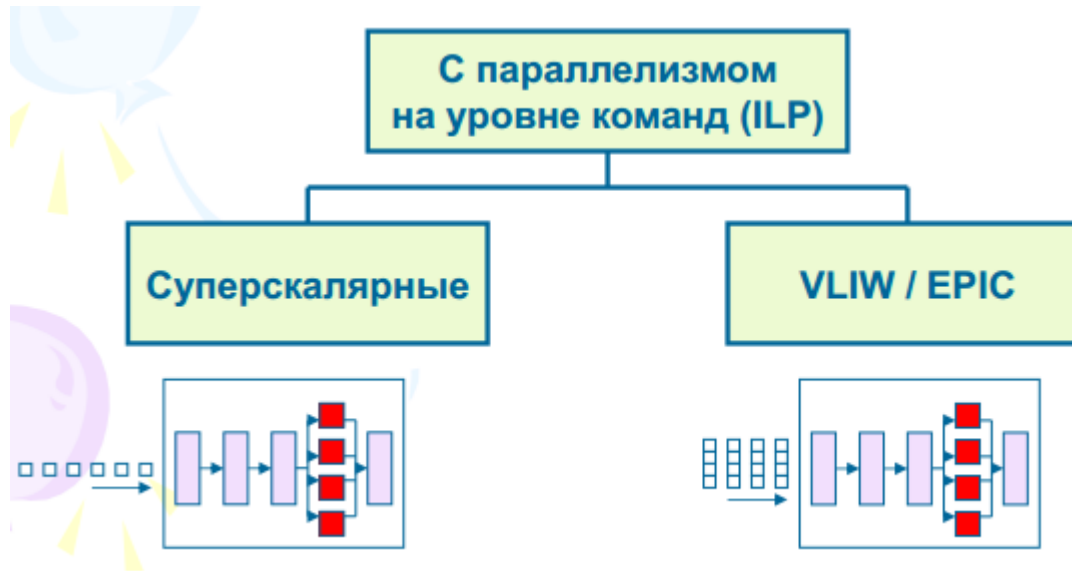 С параллелизмом
на уровне команд (ILP)
Суперскалярные
VLIW / EPIC